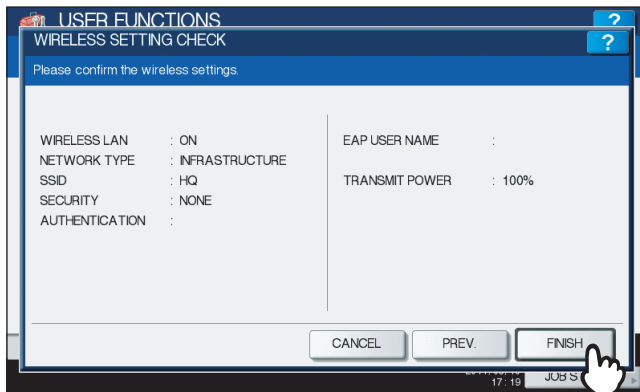 USER FUNCTIONS
?
WIRELESS SETTING CHECK
?
Please confirm the wireless settings.
WIRELESS LAN : ON
NETWORK TYPE : INFRASTRUCTURE
SSID : HQ
SECURITY : NONE
AUTHENTICATION :
EAP USER NAME :
TRANSMIT POWER : 100%
CANCEL
PREV.
FINISH
17 : 19
JOB S